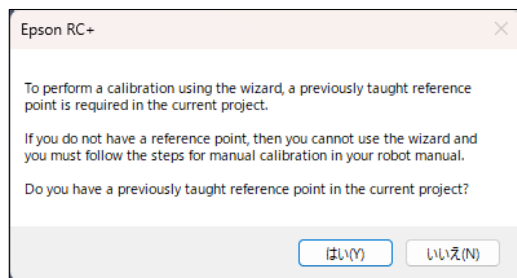 Epson RC+
To perform a calibration using the wizard, a previously taught reference
point is required in the current project.
If you do not have a reference point, then you cannot use the wizard and
you must follow the steps for manual calibration in your robot manual.
Do you have a previously taught reference point in the current project?
はい(Y)
いいえ(N)